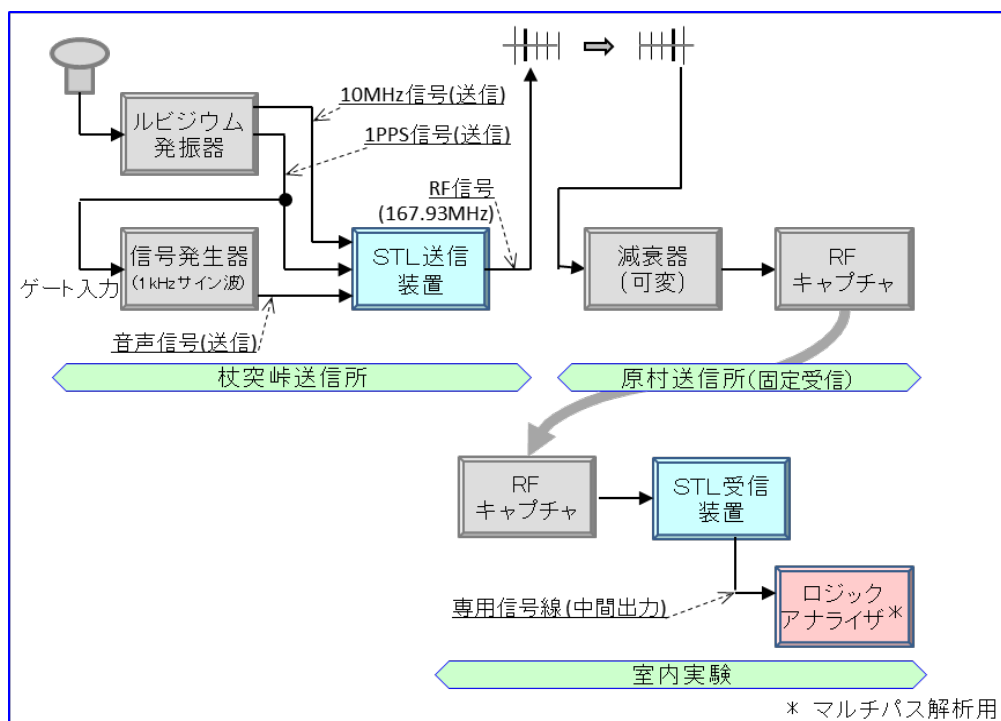 10MHz信号(送信)
ルビジウム
発振器
1PPS信号(送信)
RF信号
(167.93MHz)
信号発生器
(1kHzサイン波)
ゲート入力
STL送信
装置
減衰器
(可変)
RF
キャプチャ
音声信号(送信)
杖突峠送信所
原村送信所(固定受信)
RF
キャプチャ
STL受信
装置
専用信号線(中間出力)
ロジック
アナライザ*
室内実験
* マルチパス解析用